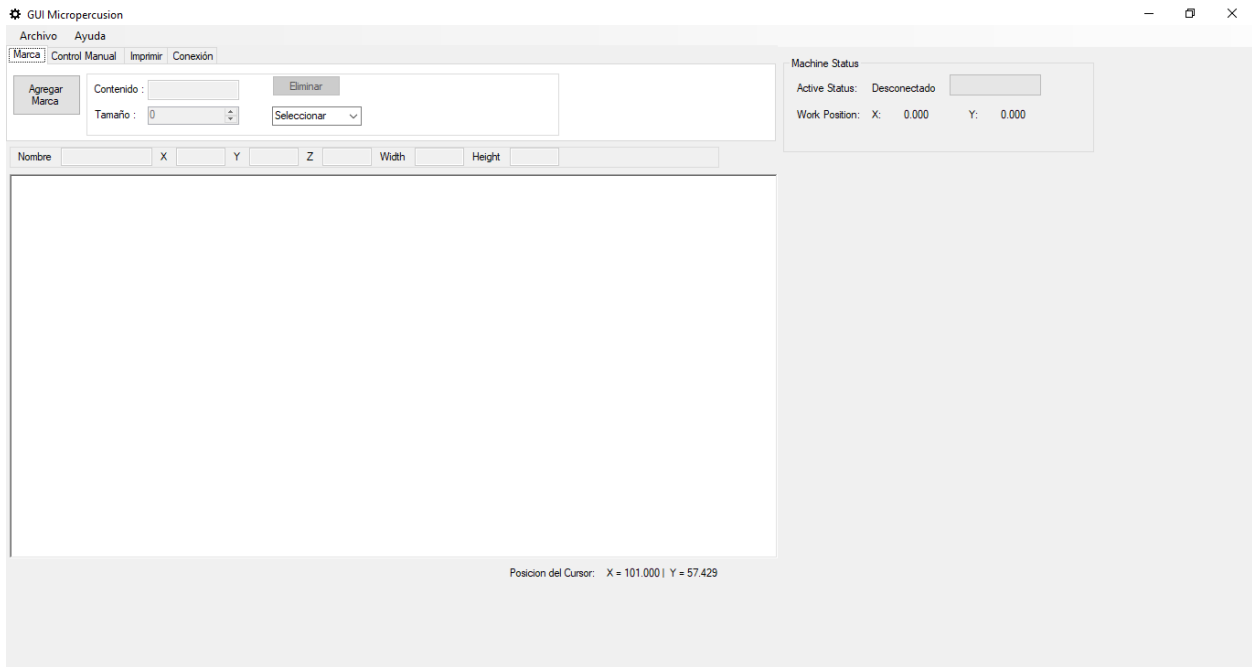 GUI Micropercusion
Archivo Ayuda
Marca Control Manual Imprimir Conexión
Agregar
Marca
Contenido :
Eliminar
Tamaño : 0
Seleccionar
Nombre X Y Z Width Height
Machine Status
Active Status: Desconectado
Work Position: X: 0.000 Y: 0.000
Posicion del Cursor: X = 101.000 | Y = 57.429